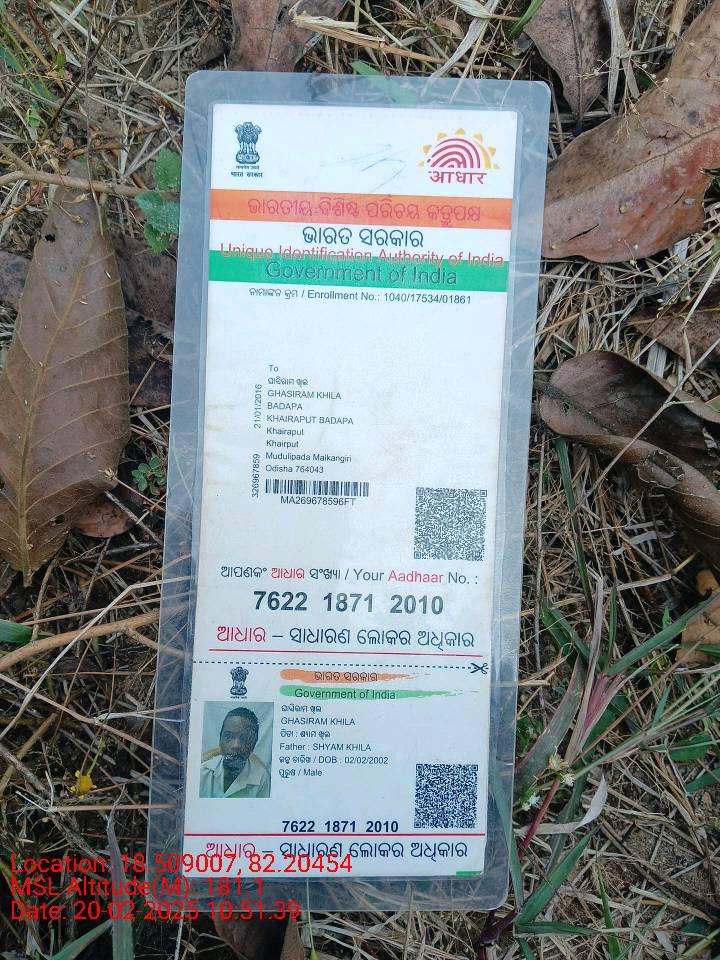 भारत सरकार
आधार
ଭାରତୀୟ ବିଶିଷ୍ଟ ପରିଚୟ କତ୍ତୃପକ୍ଷ
ଭାରତ ସରକାର
Unique Identification Authority of India
Government of India
ନାମାଙ୍କନ କ୍ରମ / Enrollment No.: 1040/17534/01861
To
ଘାସିରାମ ଖିଲ
GHASIRAM KHILA
BADAPA
KHAIRAPUT BADAPA
Khairaput
Khairput
Mudulipada Malkangiri
Odisha 764043
21/01/2016
326967859
MA269678596FT
ଆପଣଙ୍କ ଆଧାର ସଂଖ୍ୟା / Your Aadhaar No. :
7622 1871 2010
ଆଧାର – ସାଧାରଣ ଲୋକର ଅଧିକାର
ଭାରତ ସରକାର
Government of India
ଘାସିରାମ ଖିଲ
GHASIRAM KHILA
ପିତା : ଶ୍ୟାମ ଖିଲ
Father : SHYAM KHILA
ଜନ୍ମ ତାରିଖ / DOB : 02/02/2002
ପୁରୁଷ / Male
7622 1871 2010
ଆଧାର – ସାଧାରଣ ଲୋକର ଅଧିକାର
Location: 18.509007, 82.20454
MSL Altitude(M): 181.1
Date: 20-02-2025 10:51:39